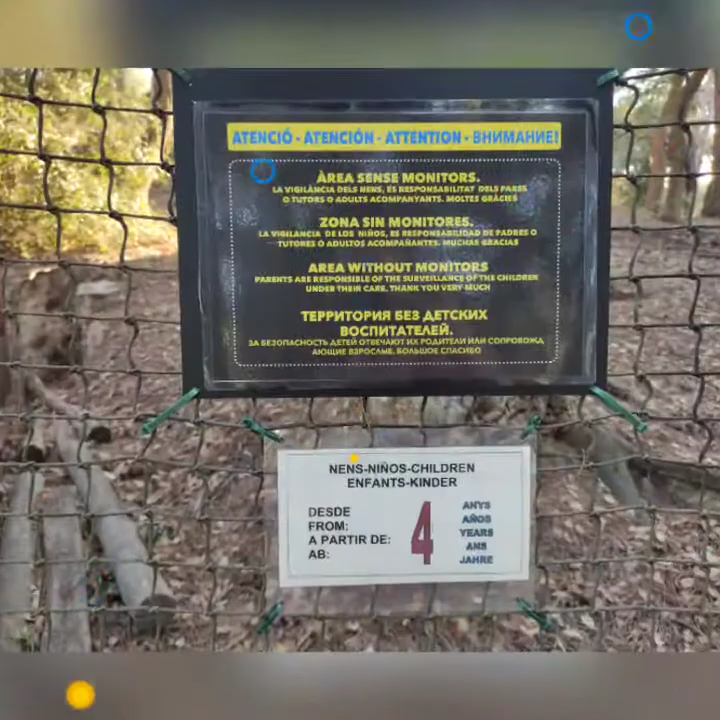 ATENCIÓ - ATENCIÓN - ATTENTION - ВНИМАНИЕ!
ÀREA SENSE MONITORS.
LA VIGILÀNCIA DELS NENS, ÉS RESPONSABILITAT DELS PARES
O TUTORS O ADULTS ACOMPANYANTS. MOLTES GRÀCIES
ZONA SIN MONITORES.
LA VIGILANCIA DE LOS NIÑOS, ES RESPONSABILIDAD DE PADRES O
TUTORES O ADULTOS ACOMPAÑANTES. MUCHAS GRACIAS
AREA WITHOUT MONITORS
PARENTS ARE RESPONSIBLE OF THE SURVEILLANCE OF THE CHILDREN
UNDER THEIR CARE. THANK YOU VERY MUCH
ТЕРРИТОРИЯ БЕЗ ДЕТСКИХ
ВОСПИТАТЕЛЕЙ.
ЗА БЕЗОПАСНОСТЬ ДЕТЕЙ ОТВЕЧАЮТ ИХ РОДИТЕЛИ ИЛИ СОПРОВОЖД
АЮЩИЕ ВЗРОСЛЫЕ. БОЛЬШОЕ СПАСИБО
NENS-NIÑOS-CHILDREN
ENFANTS-KINDER
DESDE
FROM:
A PARTIR DE:
AB:
4
ANYS
AÑOS
YEARS
ANS
JAHRE